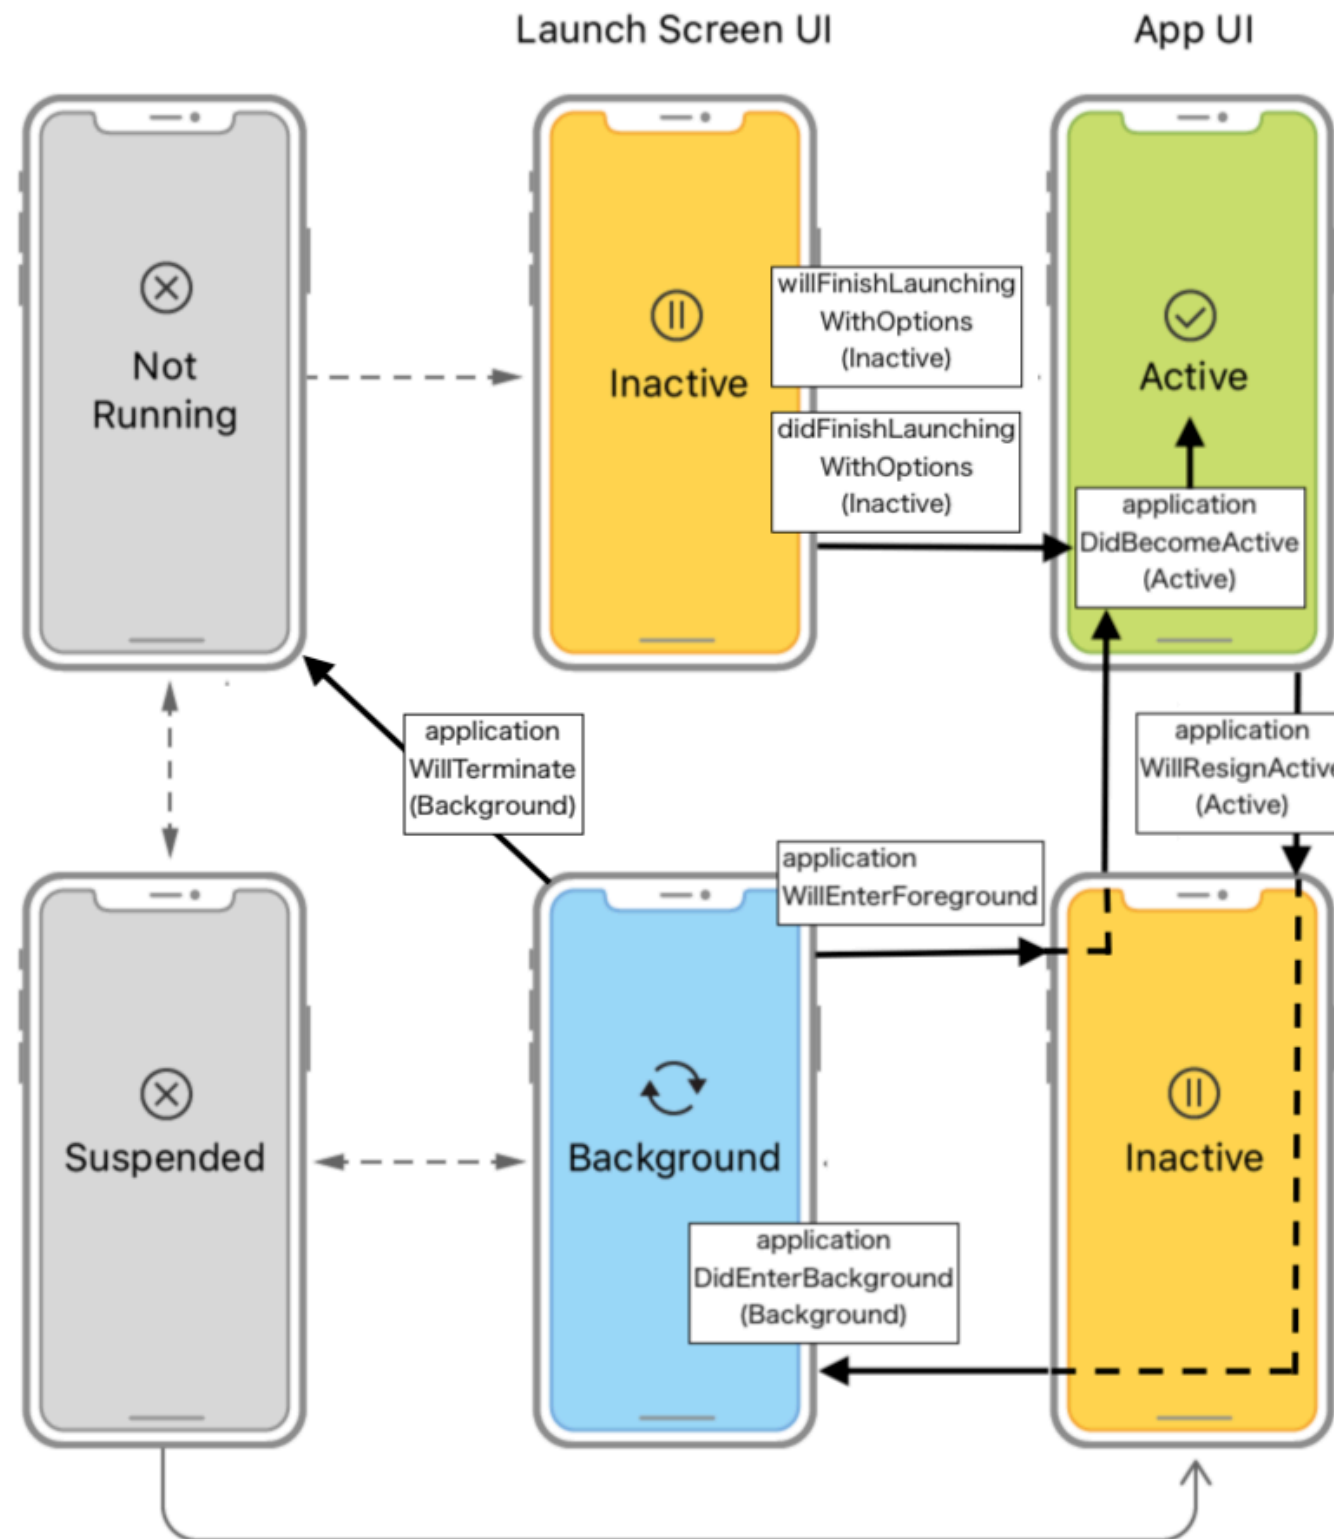 Launch Screen UI
App UI
Not
Running
Inactive
willFinishLaunching
WithOptions
(Inactive)
didFinishLaunching
WithOptions
(Inactive)
Active
application
DidBecomeActive
(Active)
application
WillTerminate
(Background)
application
WillResignActive
(Active)
application
WillEnterForeground
Suspended
Background
Inactive
application
DidEnterBackground
(Background)